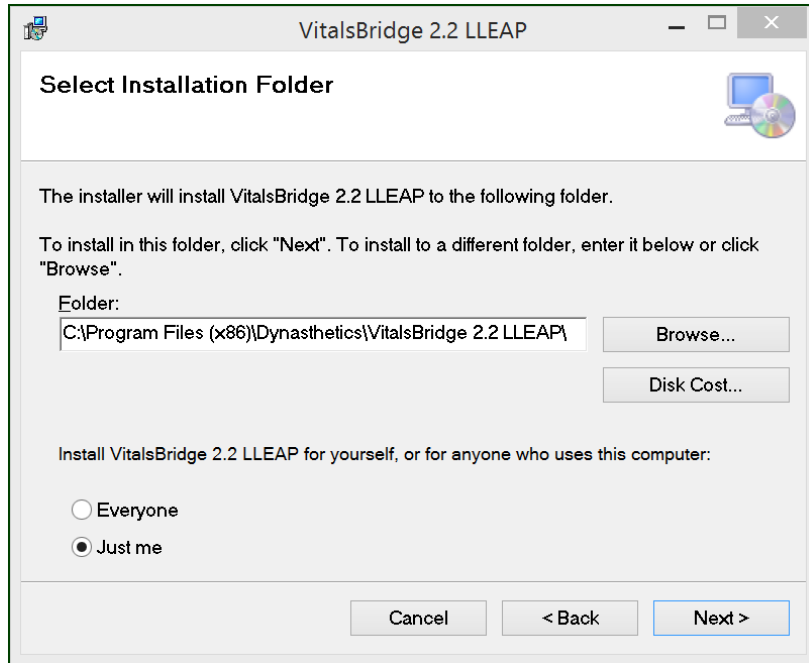 VitalsBridge 2.2 LLEAP
Select Installation Folder
The installer will install VitalsBridge 2.2 LLEAP to the following folder.
To install in this folder, click "Next". To install to a different folder, enter it below or click
"Browse".
Folder:
C:\Program Files (x86)\Dynasthetics\VitalsBridge 2.2 LLEAP\
Browse...
Disk Cost...
Install VitalsBridge 2.2 LLEAP for yourself, or for anyone who uses this computer:
Everyone
Just me
Cancel
< Back
Next >